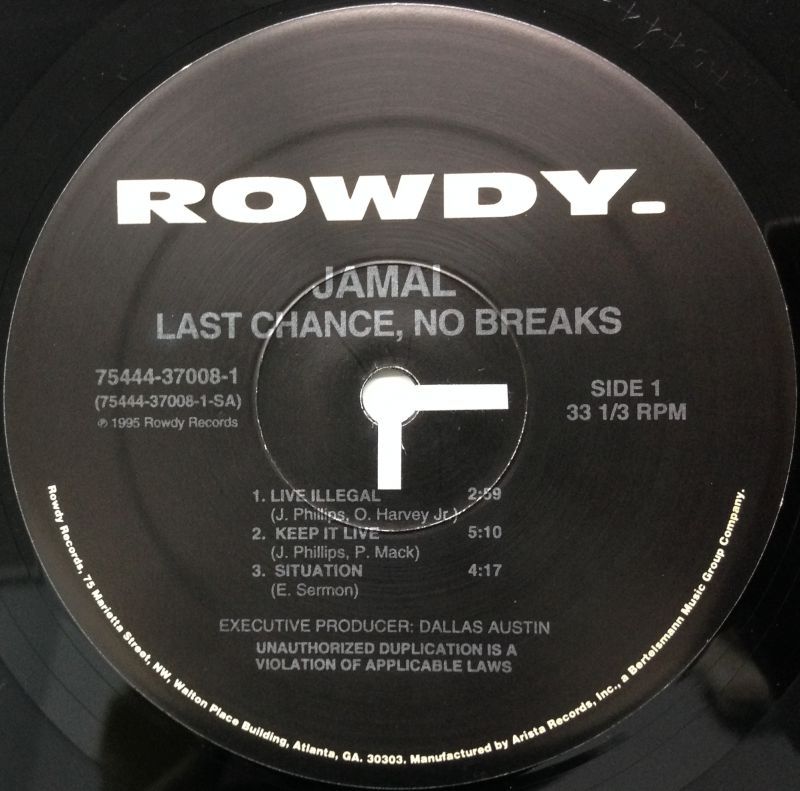 ROWDY.
JAMAL
LAST CHANCE, NO BREAKS
75444-37008-1
(75444-37008-1-SA)
℗ 1995 Rowdy Records
SIDE 1
33 1/3 RPM
1. LIVE ILLEGAL 2:59
(J. Phillips, O. Harvey Jr.)
2. KEEP IT LIVE 5:10
(J. Phillips, P. Mack)
3. SITUATION 4:17
(E. Sermon)
EXECUTIVE PRODUCER: DALLAS AUSTIN
UNAUTHORIZED DUPLICATION IS A
VIOLATION OF APPLICABLE LAWS
Rowdy Records, 75 Marietta Street, NW, Walton Place Building, Atlanta, GA. 30303. Manufactured by Arista Records, Inc., a Bertelsmann Music Group Company.